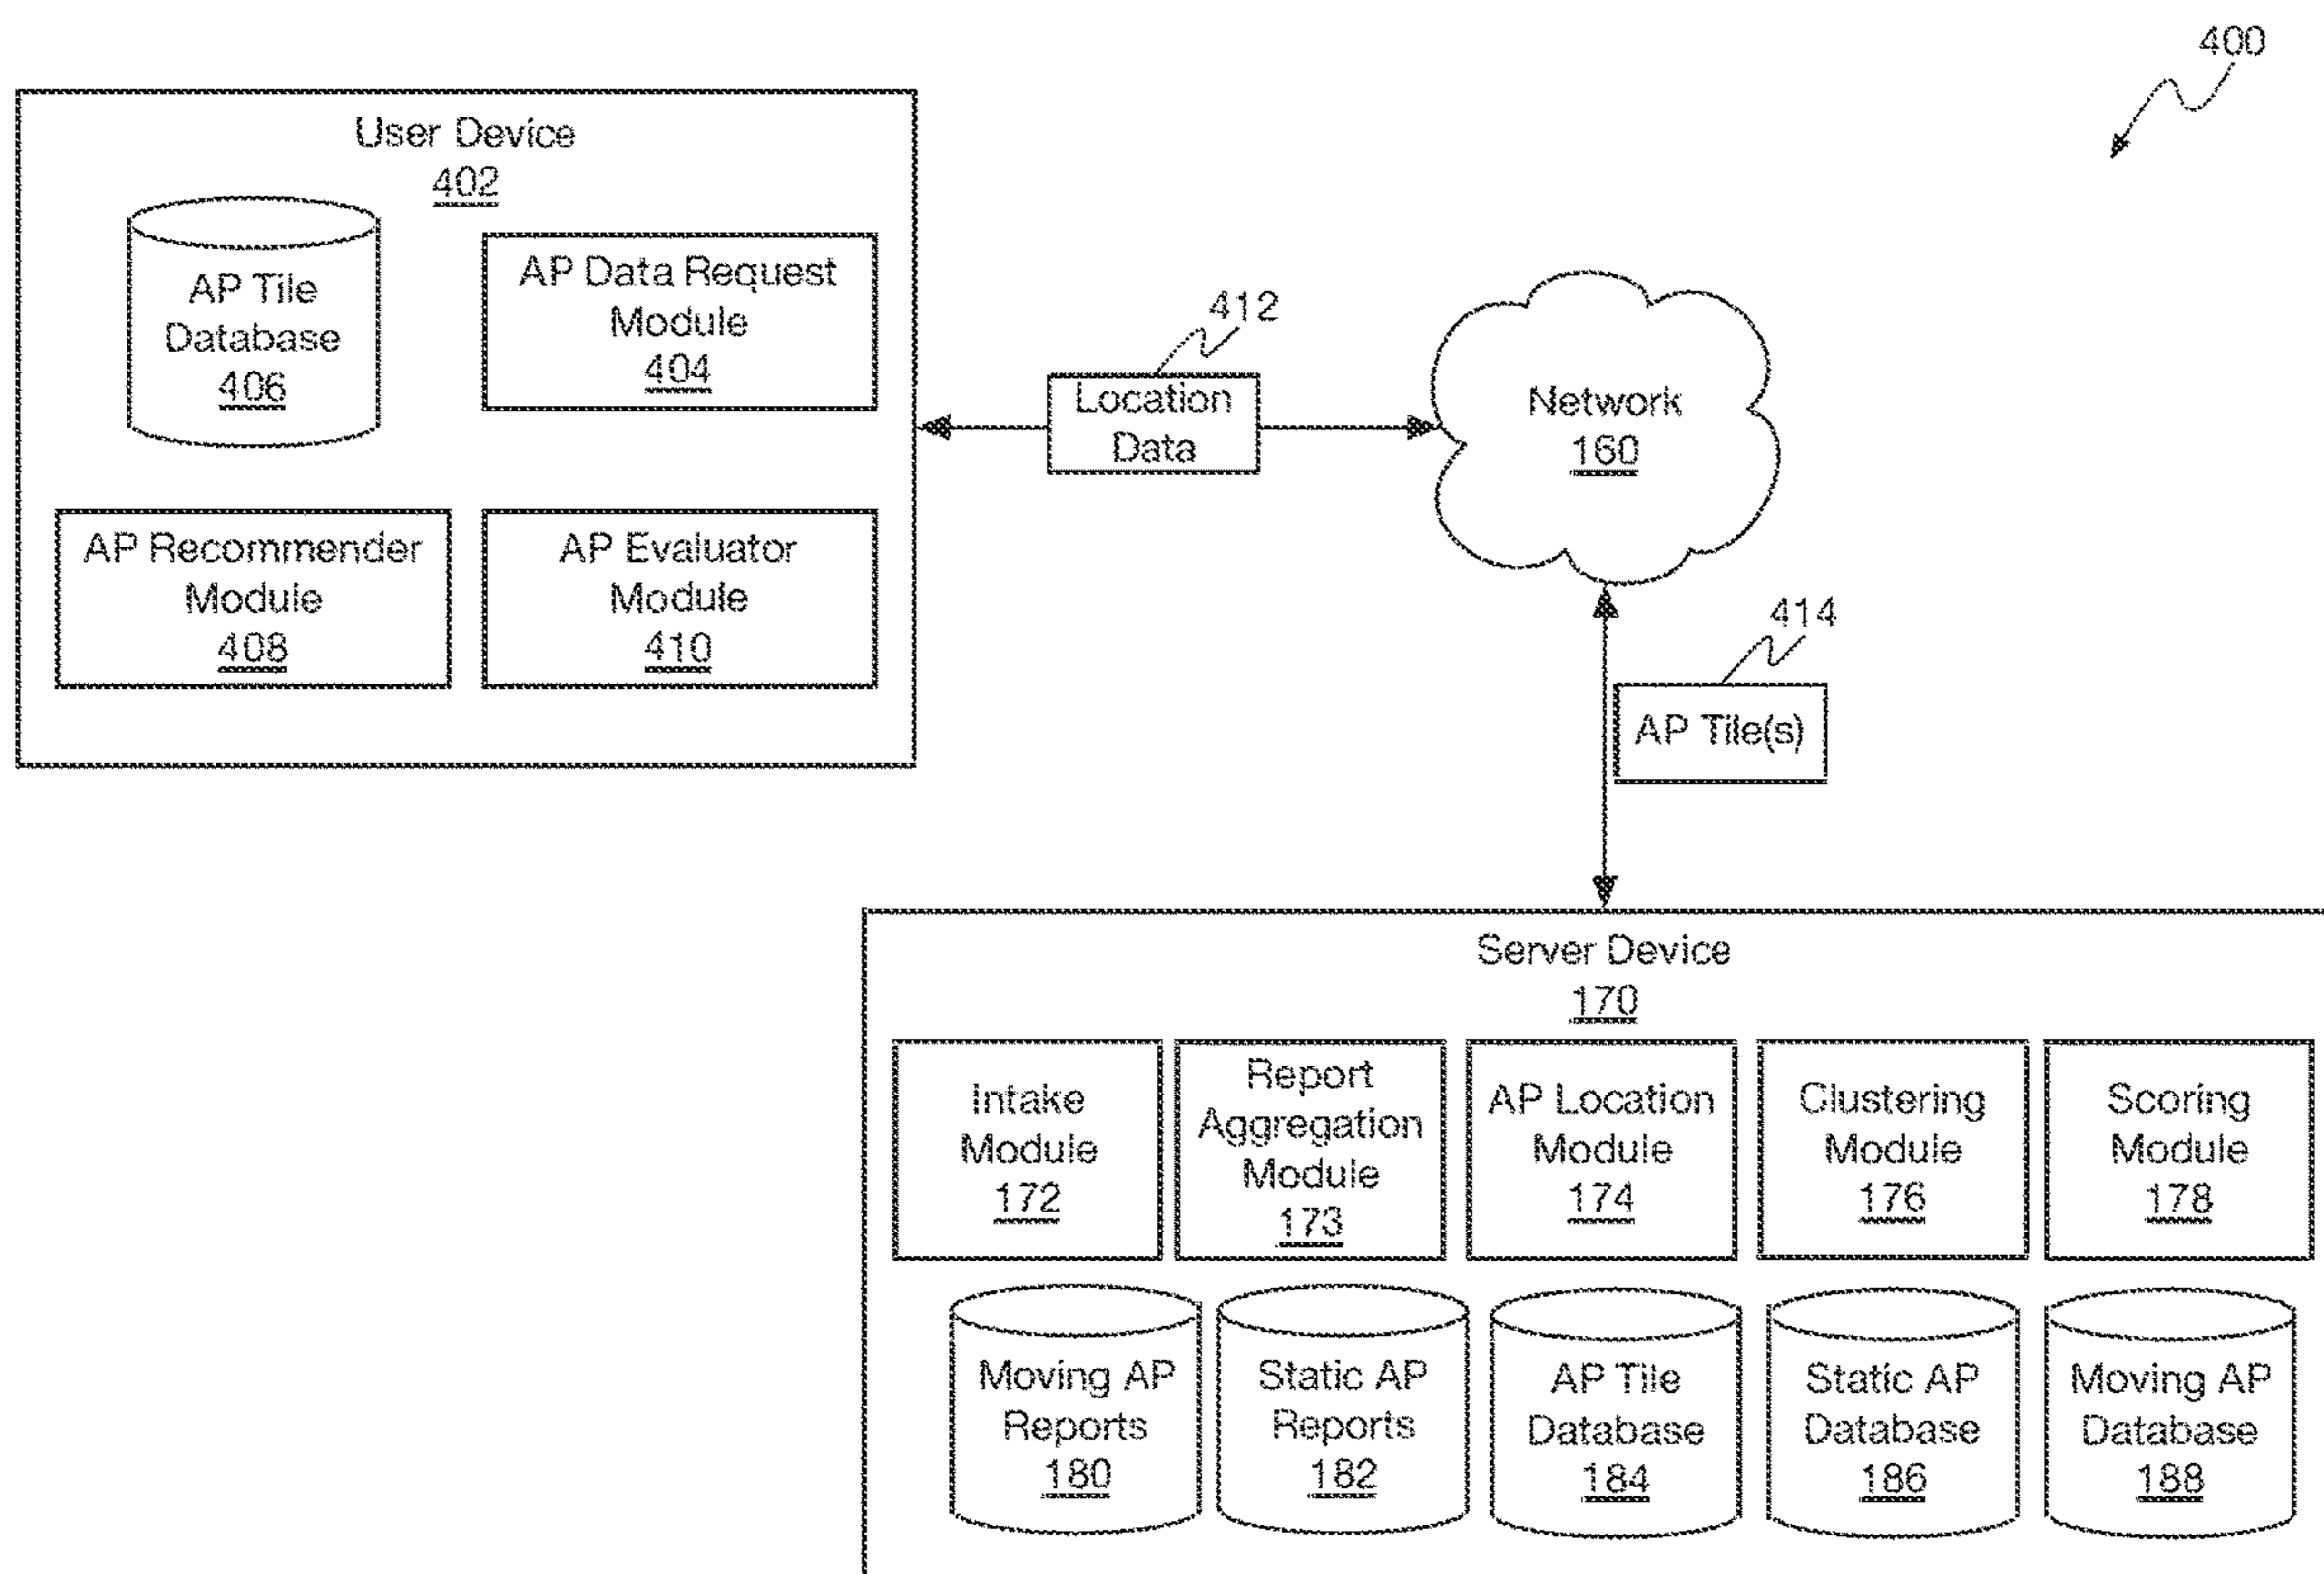 400
User Device
402
AP Tile
Database
406
AP Data Request
Module
404
AP Recommender
Module
408
AP Evaluator
Module
410
412
Location
Data
Network
160
414
AP Tile(s)
Server Device
170
Intake
Module
172
Report
Aggregation
Module
173
AP Location
Module
174
Clustering
Module
176
Scoring
Module
178
Moving AP
Reports
180
Static AP
Reports
182
AP Tile
Database
184
Static AP
Database
186
Moving AP
Database
188